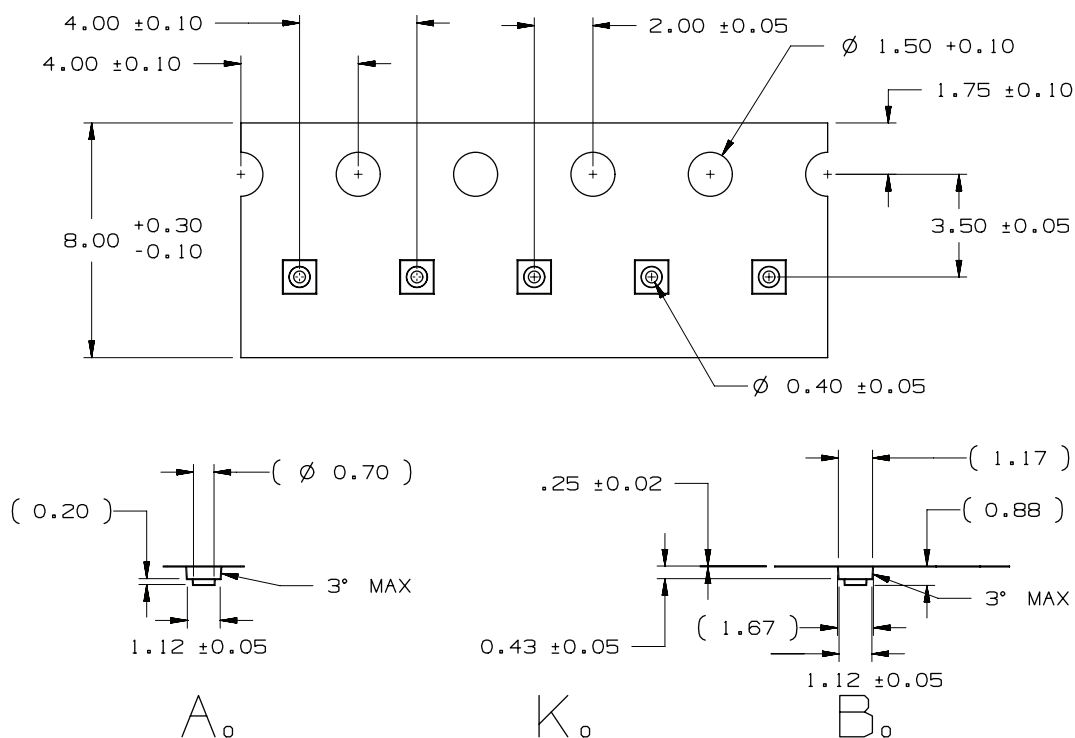 4.00 ±0.10
2.00 ±0.05
Ø 1.50 +0.10
4.00 ±0.10
1.75 ±0.10
8.00 +0.30 -0.10
3.50 ±0.05
Ø 0.40 ±0.05
( Ø 0.70 )
( 1.17 )
.25 ±0.02
( 0.20 )
( 0.88 )
3° MAX
3° MAX
( 1.67 )
1.12 ±0.05
0.43 ±0.05
1.12 ±0.05
A₀ K₀ B₀